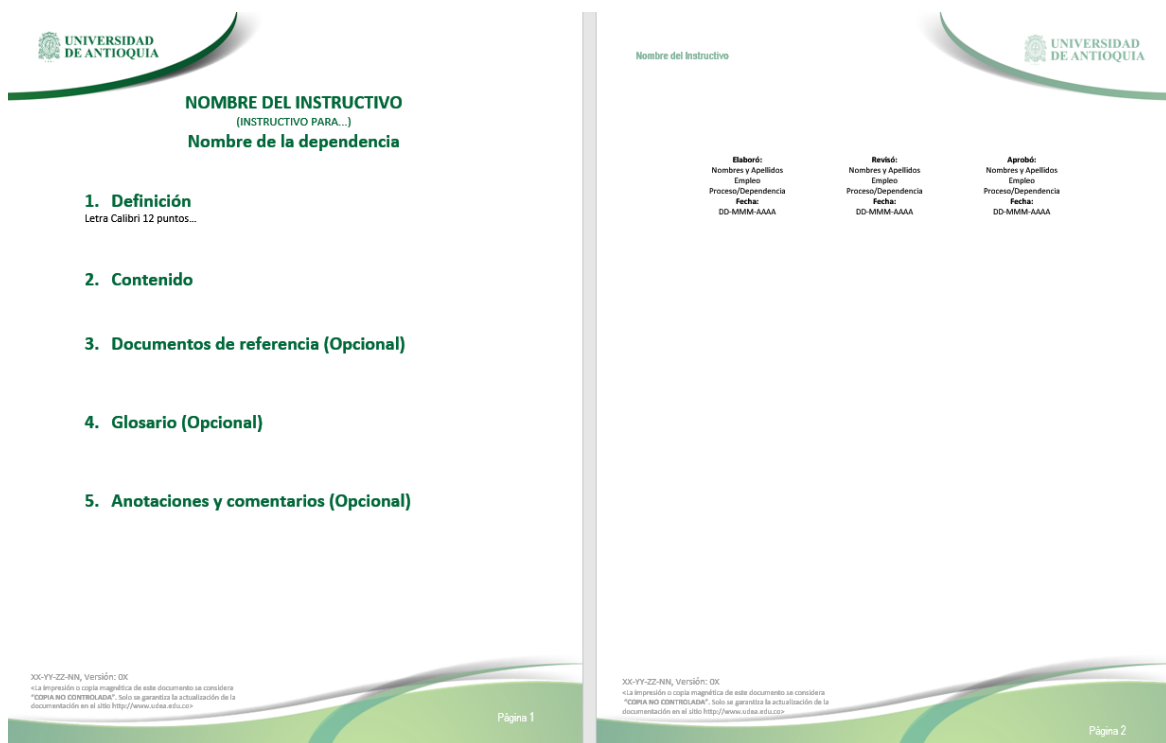 UNIVERSIDAD
DE ANTIOQUIA
NOMBRE DEL INSTRUCTIVO
(INSTRUCTIVO PARA...)
Nombre de la dependencia
1. Definición
Letra Calibri 12 puntos...
2. Contenido
3. Documentos de referencia (Opcional)
4. Glosario (Opcional)
5. Anotaciones y comentarios (Opcional)
XX-YY-ZZ-NN, Versión: 0X
<La impresión o copia magnética de este documento se considera
"COPIA NO CONTROLADA". Solo se garantiza la actualización de la
documentación en el sitio http://www.udea.edu.co>
Página 1
Nombre del Instructivo
UNIVERSIDAD
DE ANTIOQUIA
Elaboró: Revisó: Aprobó:
Nombres y Apellidos Nombres y Apellidos Nombres y Apellidos
Empleo Empleo Empleo
Proceso/Dependencia Proceso/Dependencia Proceso/Dependencia
Fecha: Fecha: Fecha:
DD-MMM-AAAA DD-MMM-AAAA DD-MMM-AAAA
XX-YY-ZZ-NN, Versión: 0X
<La impresión o copia magnética de este documento se considera
"COPIA NO CONTROLADA". Solo se garantiza la actualización de la
documentación en el sitio http://www.udea.edu.co>
Página 2